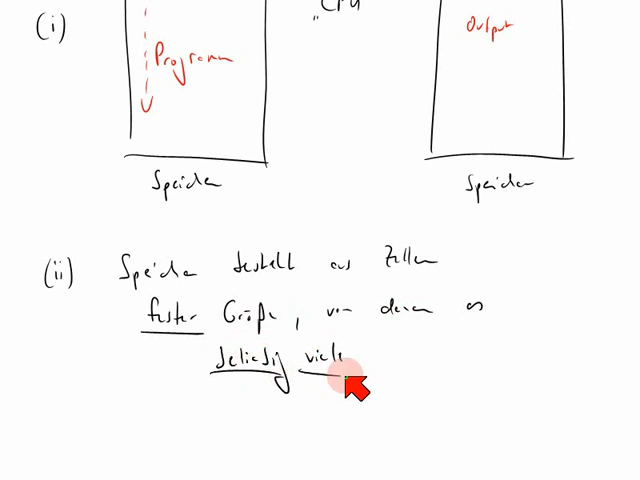 "CPU
(i) Programm Output
Speicher Speicher
(ii) Speicher besteht aus Zellen
fester Größe, von denen es
beliebig viele